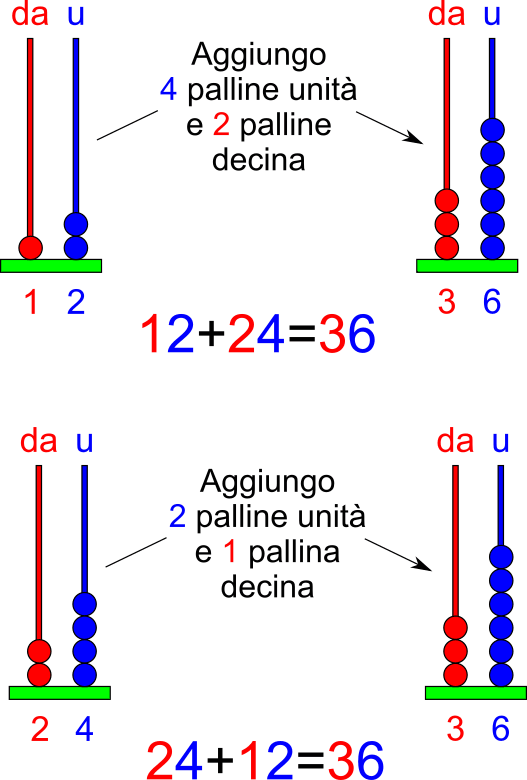 da u da u
Aggiungo
4 palline unità
e 2 palline
decina
1 2 3 6
12+24=36
da u da u
Aggiungo
2 palline unità
e 1 pallina
decina
2 4 3 6
24+12=36